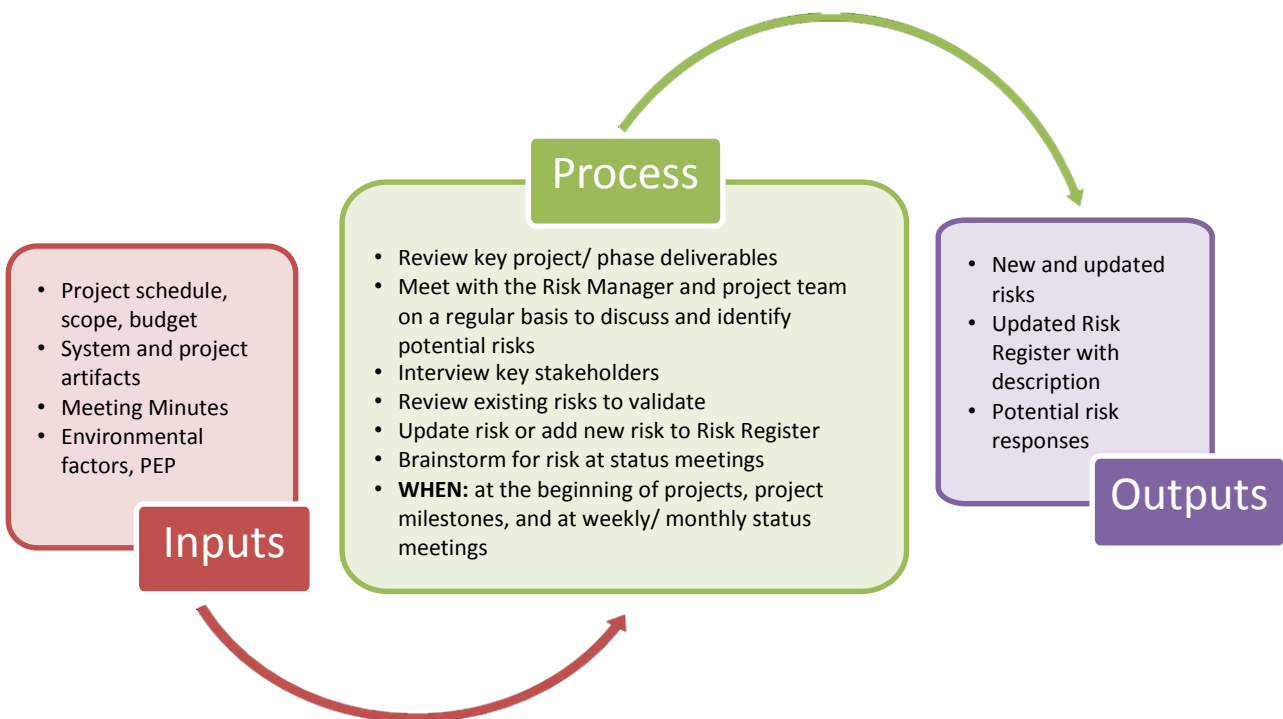 Process
• Review key project/ phase deliverables
• Meet with the Risk Manager and project team
on a regular basis to discuss and identify
potential risks
• Interview key stakeholders
• Review existing risks to validate
• Update risk or add new risk to Risk Register
• Brainstorm for risk at status meetings
• WHEN: at the beginning of projects, project
milestones, and at weekly/ monthly status
meetings
• Project schedule,
scope, budget
• System and project
artifacts
• Meeting Minutes
• Environmental
factors, PEP
Inputs
• New and updated
risks
• Updated Risk
Register with
description
• Potential risk
responses
Outputs